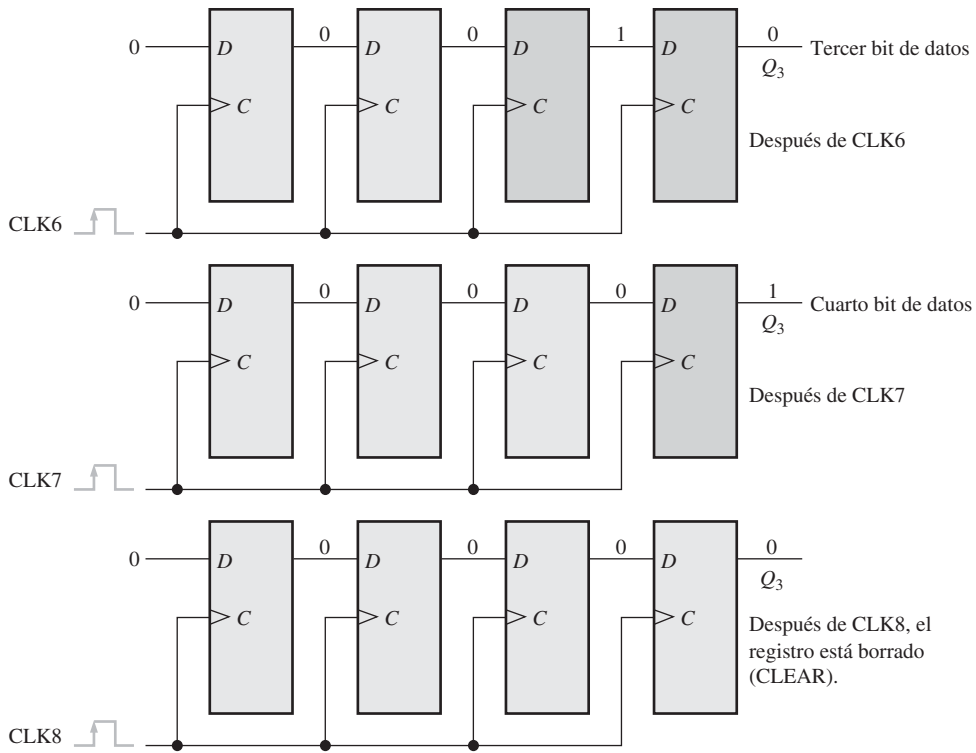 0 D 0 D 0 D 1 D 0 Tercer bit de datos
Q3
C C C C
Después de CLK6
CLK6
0 D 0 D 0 D 0 D 1 Cuarto bit de datos
Q3
C C C C
Después de CLK7
CLK7
0 D 0 D 0 D 0 D 0
Q3
C C C C
Después de CLK8, el
registro está borrado
(CLEAR).
CLK8